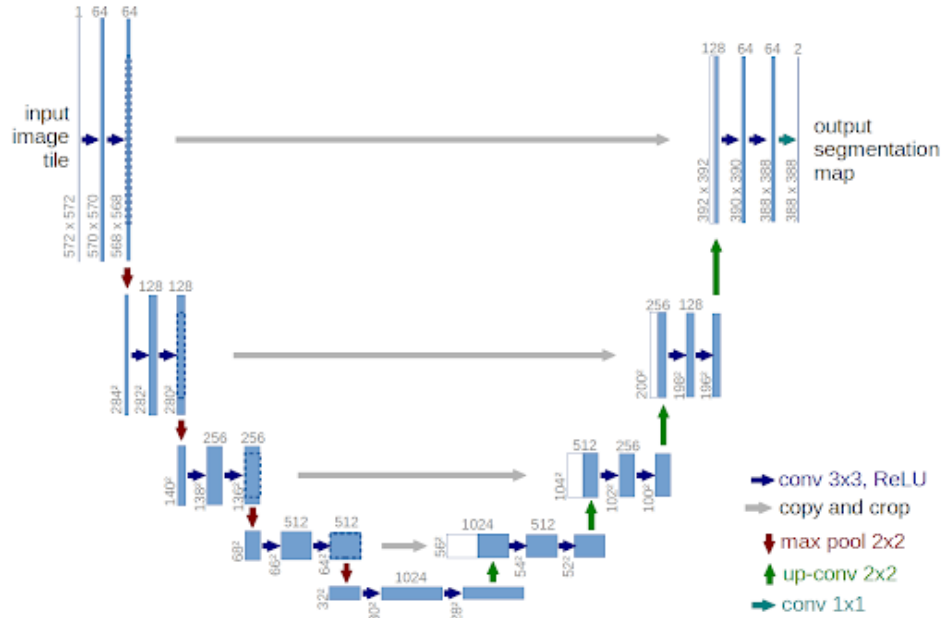 1 64 64
128 64 64 2
input
image
tile
output
segmentation
map
572 x 572
570 x 570
568 x 568
392 x 392
390 x 390
388 x 388
388 x 388
128 128
256 128
284²
282²
280²
200²
198²
196²
256 256
512 256
140²
138²
136²
104²
102²
100²
512 512
1024 512
68²
66²
64²
56²
54²
52²
1024
32²
30²
28²
conv 3x3, ReLU
copy and crop
max pool 2x2
up-conv 2x2
conv 1x1